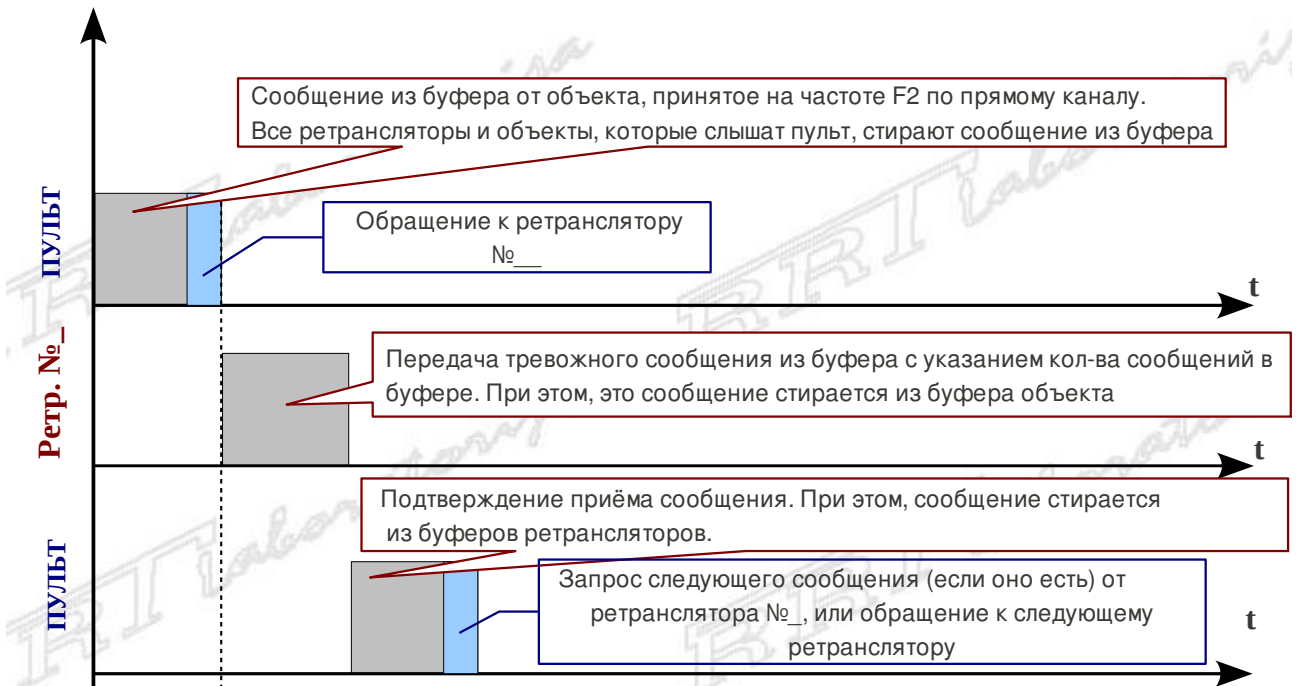 Сообщение из буфера от объекта, принятое на частоте F2 по прямому каналу.
Все ретрансляторы и объекты, которые слышат пульт, стирают сообщение из буфера
ПУЛЬТ
Обращение к ретранслятору
№__
t
Ретр. №_
Передача тревожного сообщения из буфера с указанием кол-ва сообщений в
буфере. При этом, это сообщение стирается из буфера объекта
t
ПУЛЬТ
Подтверждение приёма сообщения. При этом, сообщение стирается
из буферов ретрансляторов.
Запрос следующего сообщения (если оно есть) от
ретранслятора №_, или обращение к следующему
ретранслятору
t